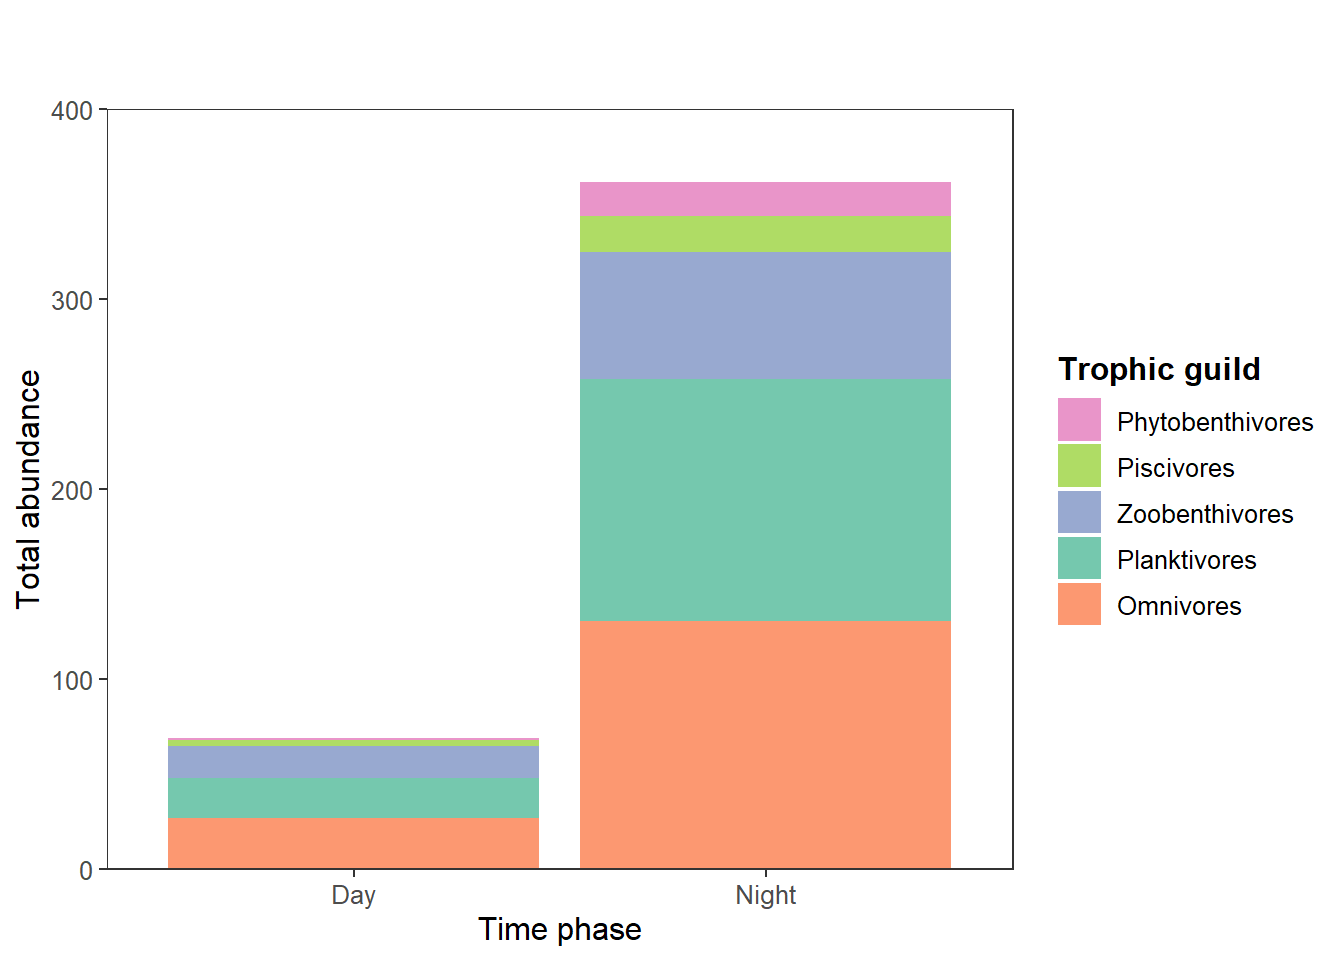 400
300
200
100
0
Total abundance
Day
Night
Time phase
Trophic guild
Phytobenthivores
Piscivores
Zoobenthivores
Planktivores
Omnivores